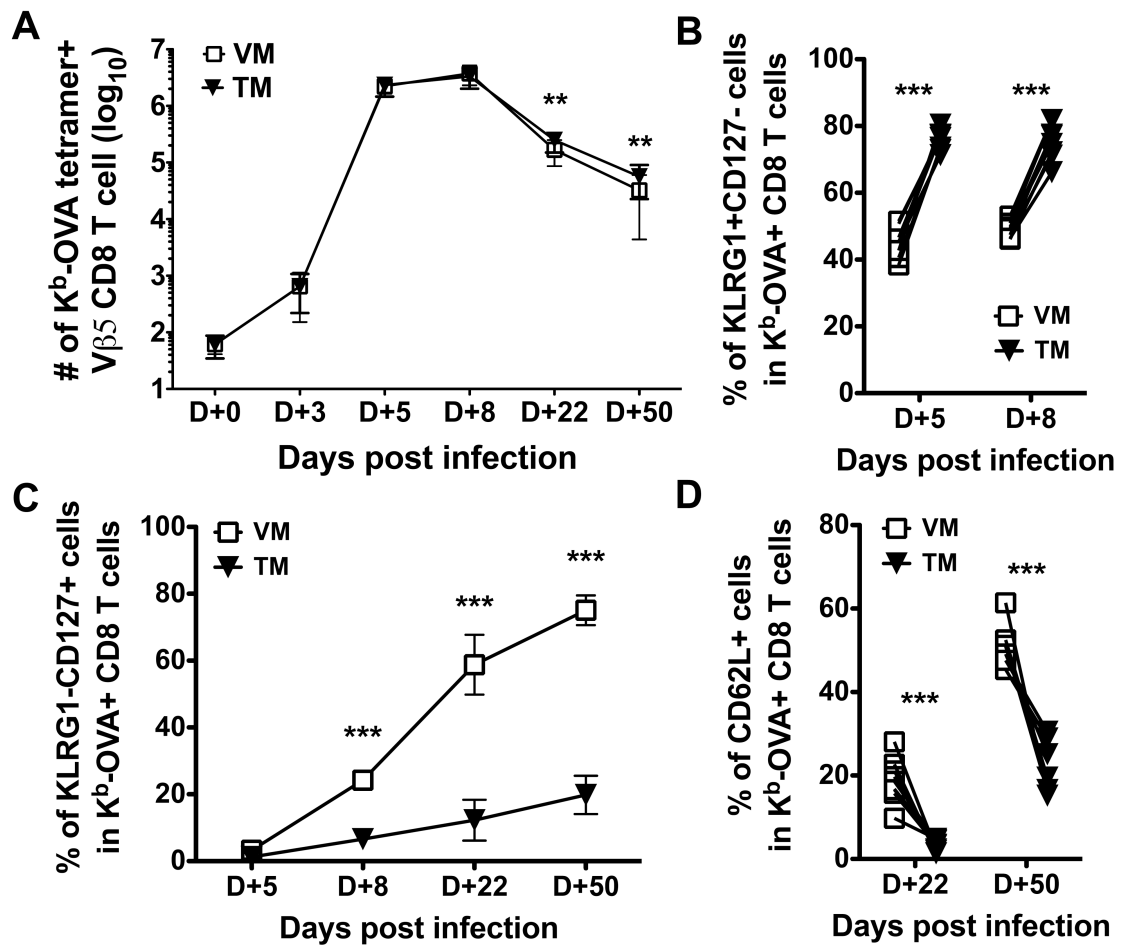 A
# of Kᵇ-OVA tetramer+
Vβ5 CD8 T cell (log₁₀)
7
6
5
4
3
2
1
VM
TM
**
**
D+0 D+3 D+5 D+8 D+22 D+50
Days post infection
B
% of KLRG1+CD127- cells
in Kᵇ-OVA+ CD8 T cells
100
80
60
40
20
0
***
***
VM
TM
D+5 D+8
Days post infection
C
% of KLRG1-CD127+ cells
in Kᵇ-OVA+ CD8 T cells
100
80
60
40
20
0
VM
TM
***
***
***
D+5 D+8 D+22 D+50
Days post infection
D
% of CD62L+ cells
in Kᵇ-OVA+ CD8 T cells
80
60
40
20
0
VM
TM
***
***
D+22 D+50
Days post infection